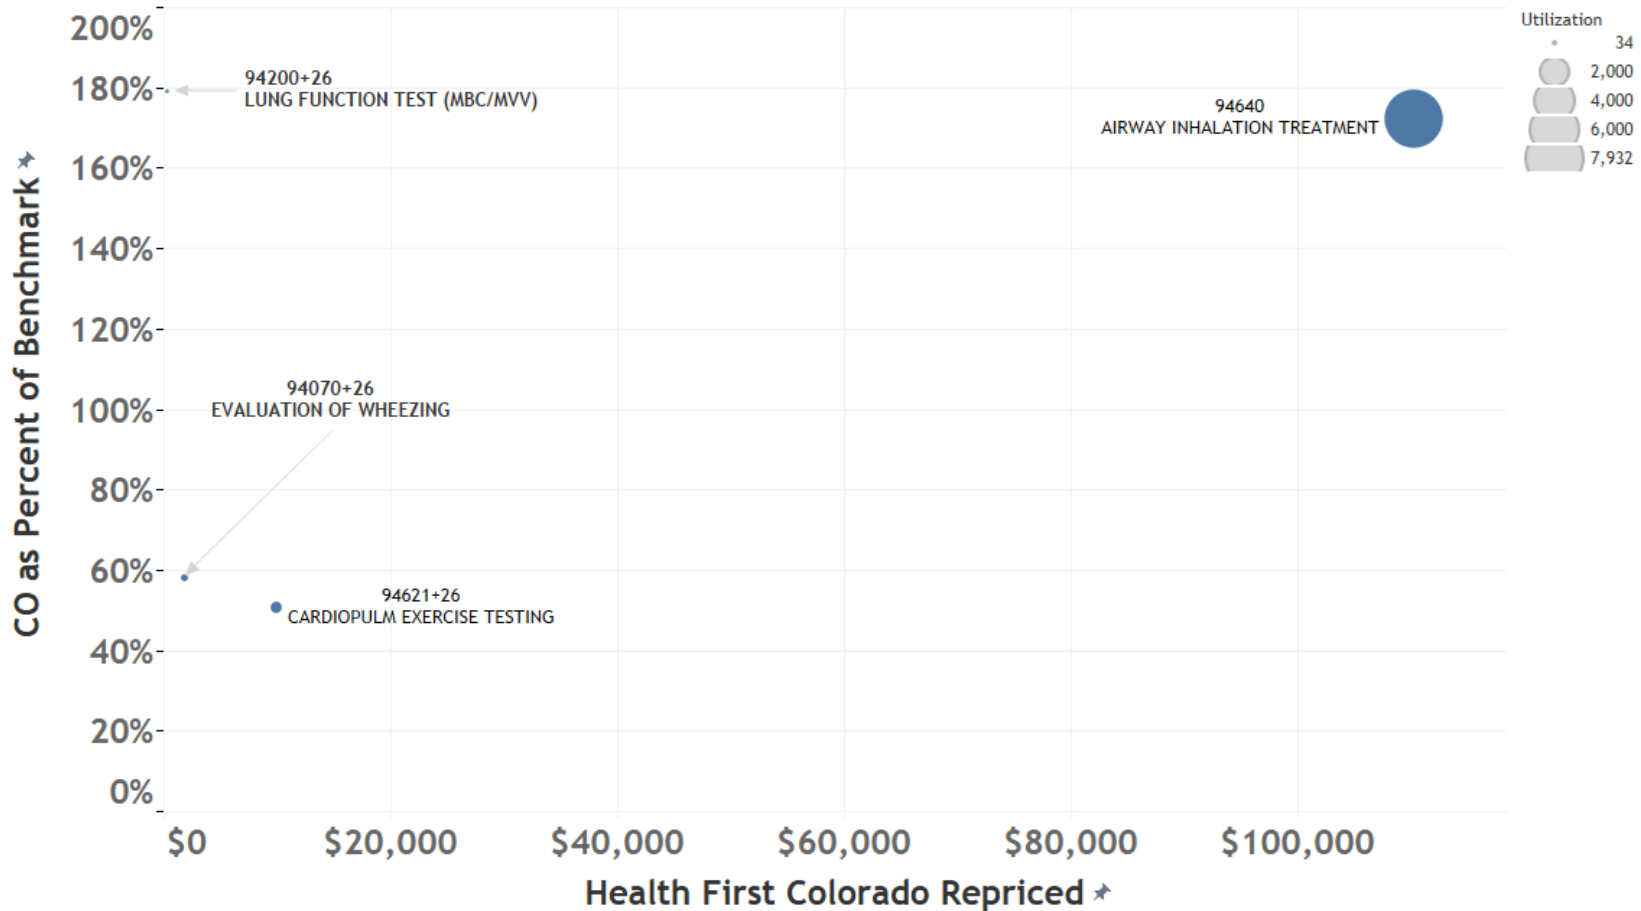 200%
180%
160%
140%
120%
100%
80%
60%
40%
20%
0%
CO as Percent of Benchmark
94200+26
LUNG FUNCTION TEST (MBC/MVV)
94640
AIRWAY INHALATION TREATMENT
94070+26
EVALUATION OF WHEEZING
94621+26
CARDIOPULM EXERCISE TESTING
$0 $20,000 $40,000 $60,000 $80,000 $100,000
Health First Colorado Repriced
Utilization
34
2,000
4,000
6,000
7,932